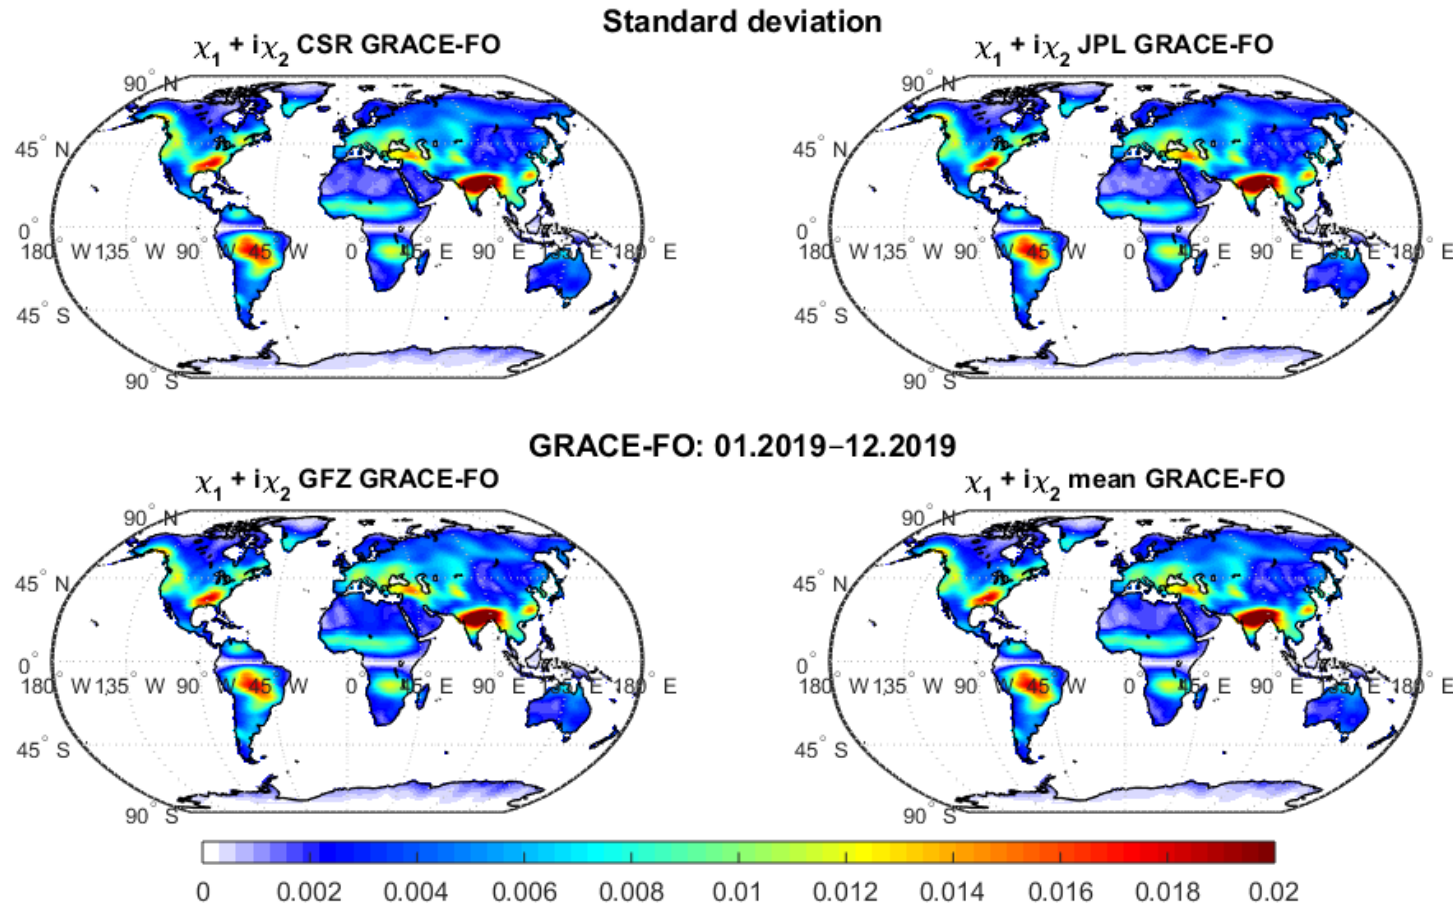 Standard deviation
χ1 + iχ2 CSR GRACE-FO
χ1 + iχ2 JPL GRACE-FO
90° N
90° N
45° N
45° N
0°
0°
180° W 135° W 90° W 45° W 0° 45° E 90° E 135° E 180° E
180° W 135° W 90° W 45° W 0° 45° E 90° E 135° E 180° E
45° S
45° S
90° S
90° S
GRACE-FO: 01.2019–12.2019
χ1 + iχ2 GFZ GRACE-FO
χ1 + iχ2 mean GRACE-FO
90° N
90° N
45° N
45° N
0°
0°
180° W 135° W 90° W 45° W 0° 45° E 90° E 135° E 180° E
180° W 135° W 90° W 45° W 0° 45° E 90° E 135° E 180° E
45° S
45° S
90° S
90° S
0 0.002 0.004 0.006 0.008 0.01 0.012 0.014 0.016 0.018 0.02